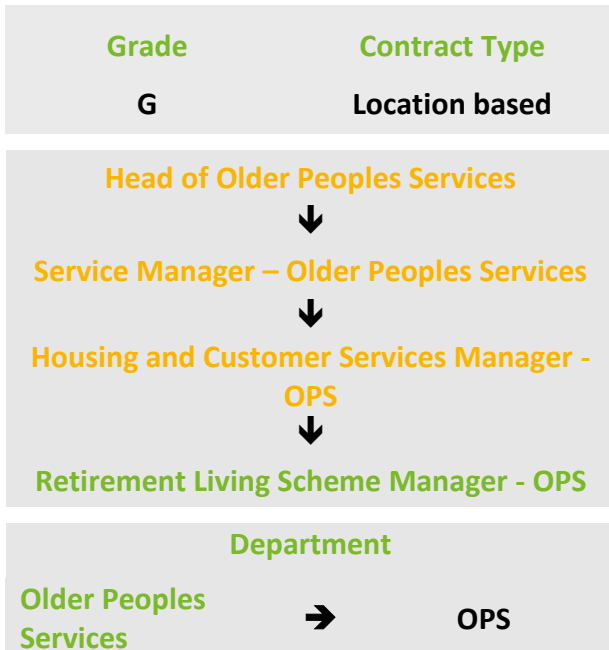 Grade Contract Type
G Location based
Head of Older Peoples Services
↓
Service Manager – Older Peoples Services
↓
Housing and Customer Services Manager -
OPS
↓
Retirement Living Scheme Manager - OPS
Department
Older Peoples
Services → OPS